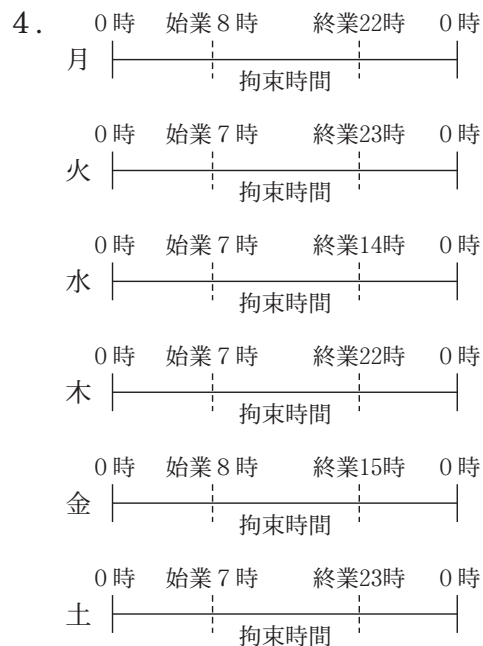 4. 0時 始業8時 終業22時 0時
月
拘束時間
0時 始業7時 終業23時 0時
火
拘束時間
0時 始業7時 終業14時 0時
水
拘束時間
0時 始業7時 終業22時 0時
木
拘束時間
0時 始業8時 終業15時 0時
金
拘束時間
0時 始業7時 終業23時 0時
土
拘束時間